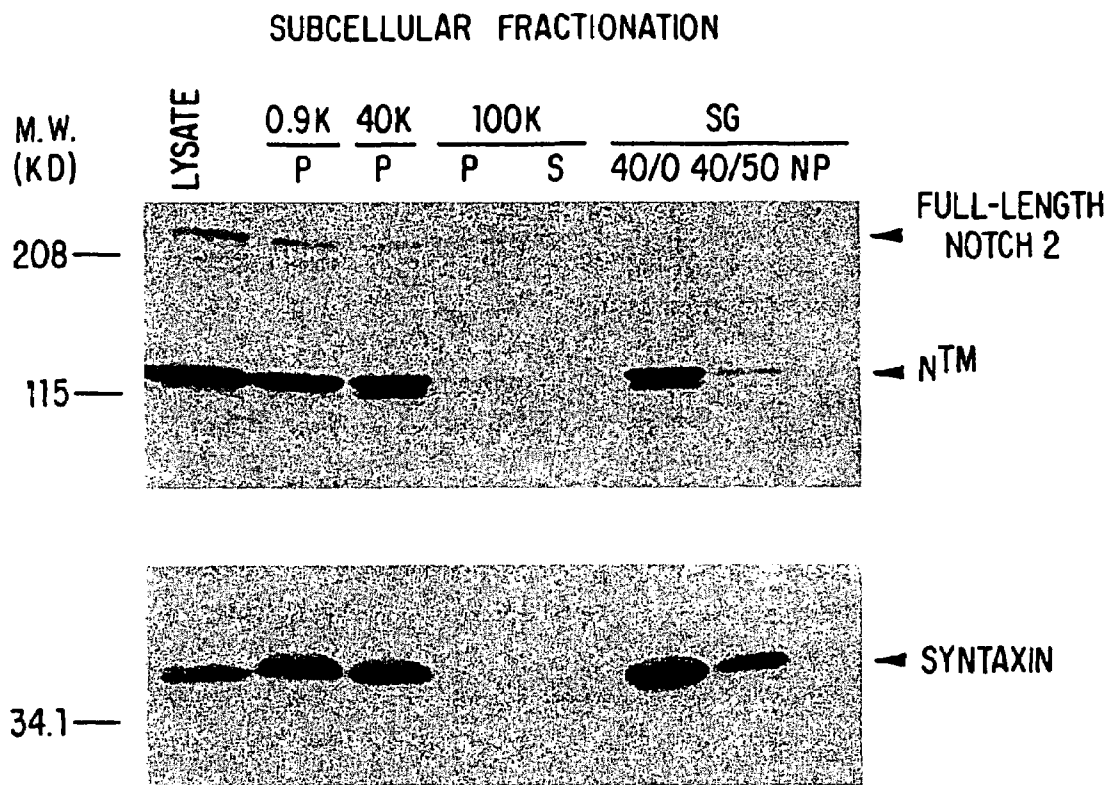 SUBCELLULAR FRACTIONATION
M.W.
(KD)
LYSATE
0.9K 40K 100K SG
P P P S 40/0 40/50 NP
FULL-LENGTH
NOTCH 2
208
NTM
115
SYNTAXIN
34.1